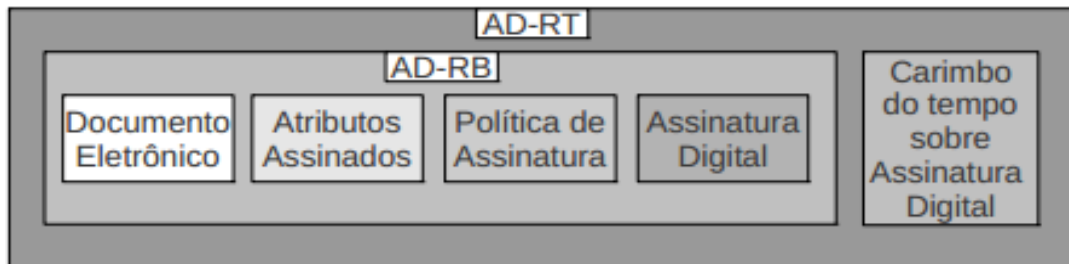 AD-RT
AD-RB
Documento
Eletrônico
Atributos
Assinados
Política de
Assinatura
Assinatura
Digital
Carimbo
do tempo
sobre
Assinatura
Digital